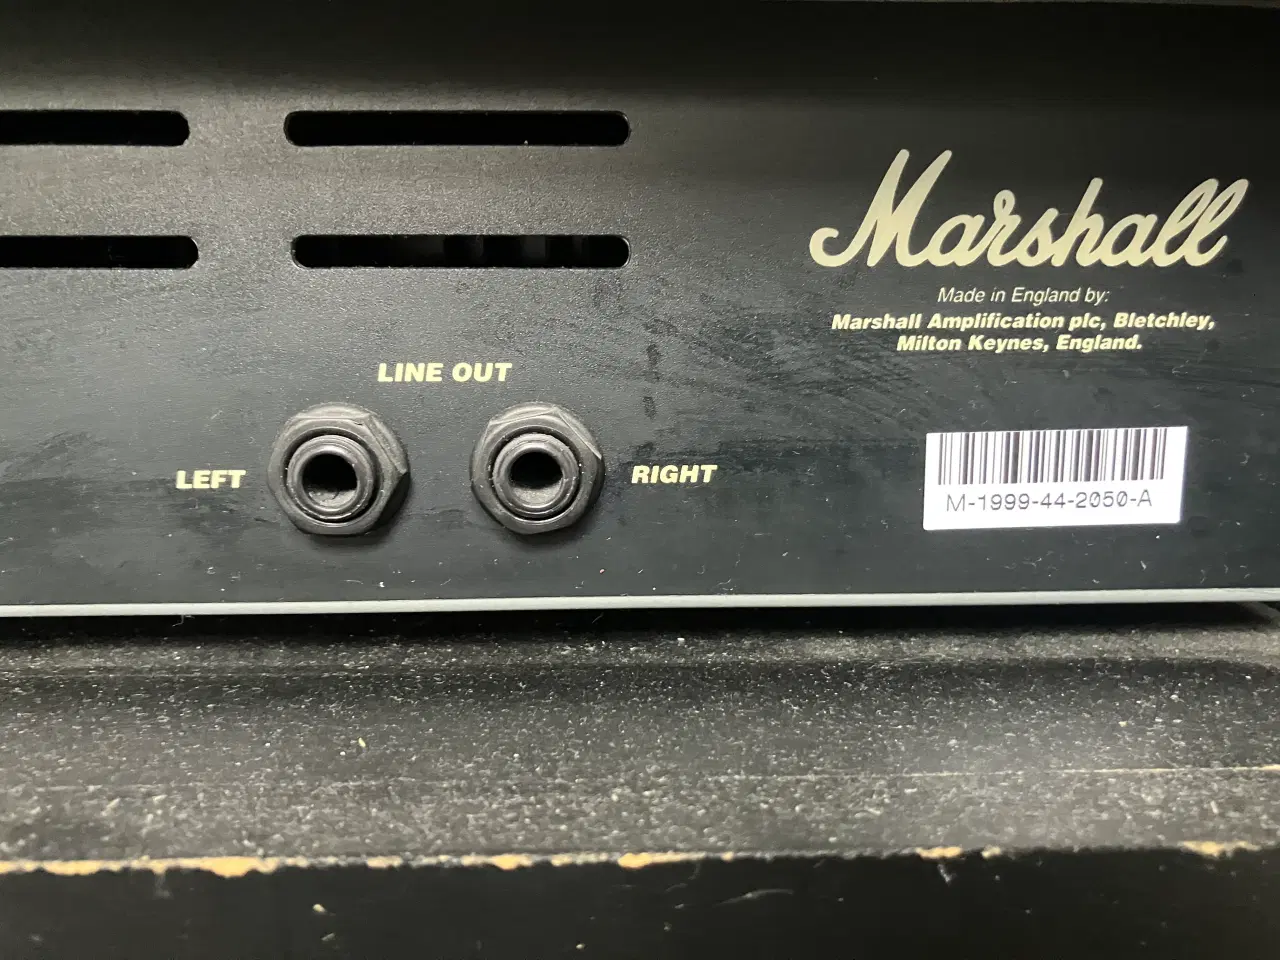 Marshall
Made in England by:
Marshall Amplification plc, Bletchley,
Milton Keynes, England.
LINE OUT
LEFT
RIGHT
M-1999-44-2050-A